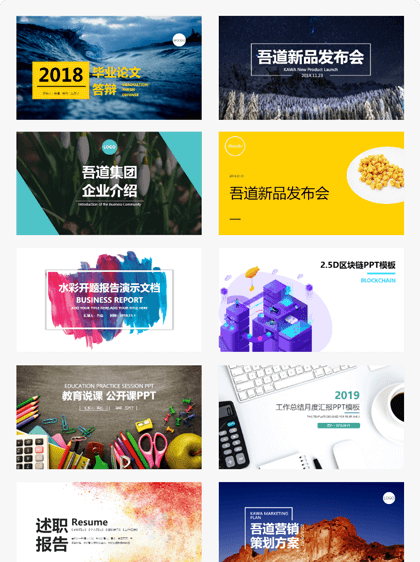 2018
毕业论文
答辩
吾道新品发布会
KAWA New Product Launch
2018.11.23
LOGO
吾道集团
企业介绍
Introduction of the Business Community
吾道新品发布会
水彩开题报告演示文档
BUSINESS REPORT
2.5D区块链PPT模板
BLOCKCHAIN
EDUCATION PRACTICE SESSION PPT
教育说课 公开课PPT
2019
工作总结月度汇报PPT模板
述职
报告
Resume
KAWA MARKETING
PLAN
吾道营销
策划方案